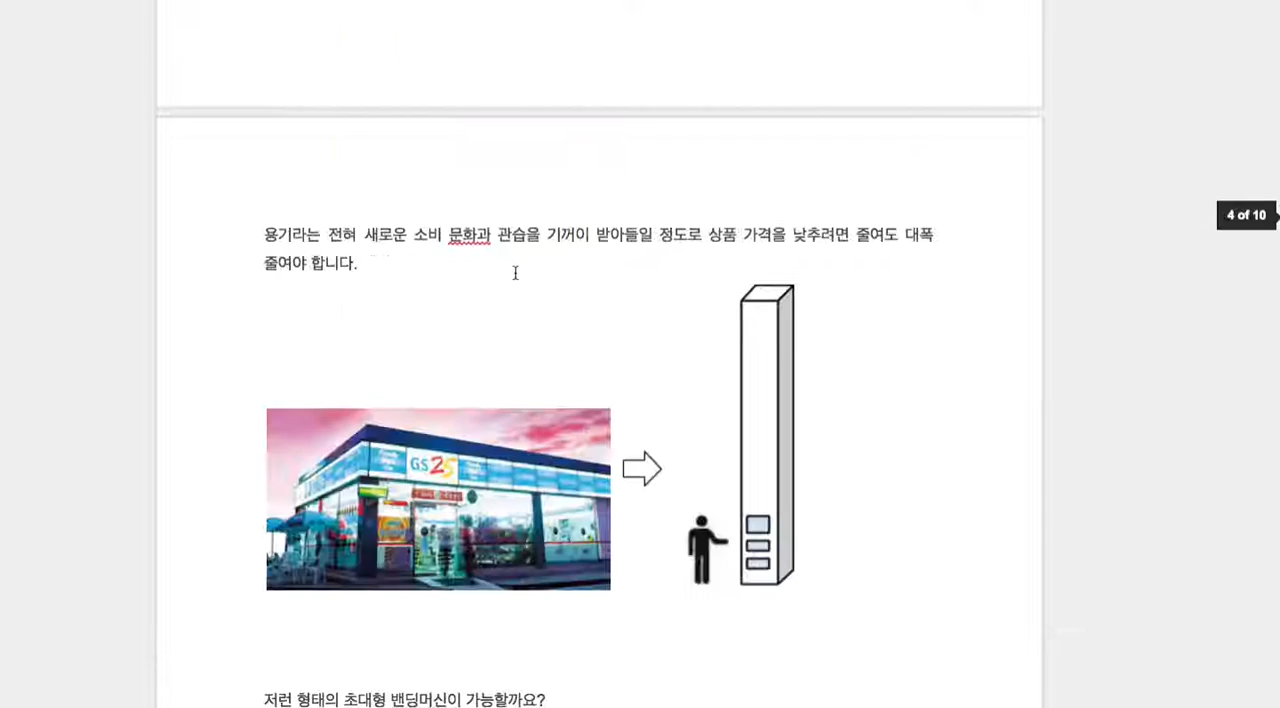 4 of 10
용기라는 전혀 새로운 소비 문화과 관습을 기꺼이 받아들일 정도로 상품 가격을 낮추려면 줄여도 대폭
줄여야 합니다.
GS25
저런 형태의 초대형 밴딩머신이 가능할까요?